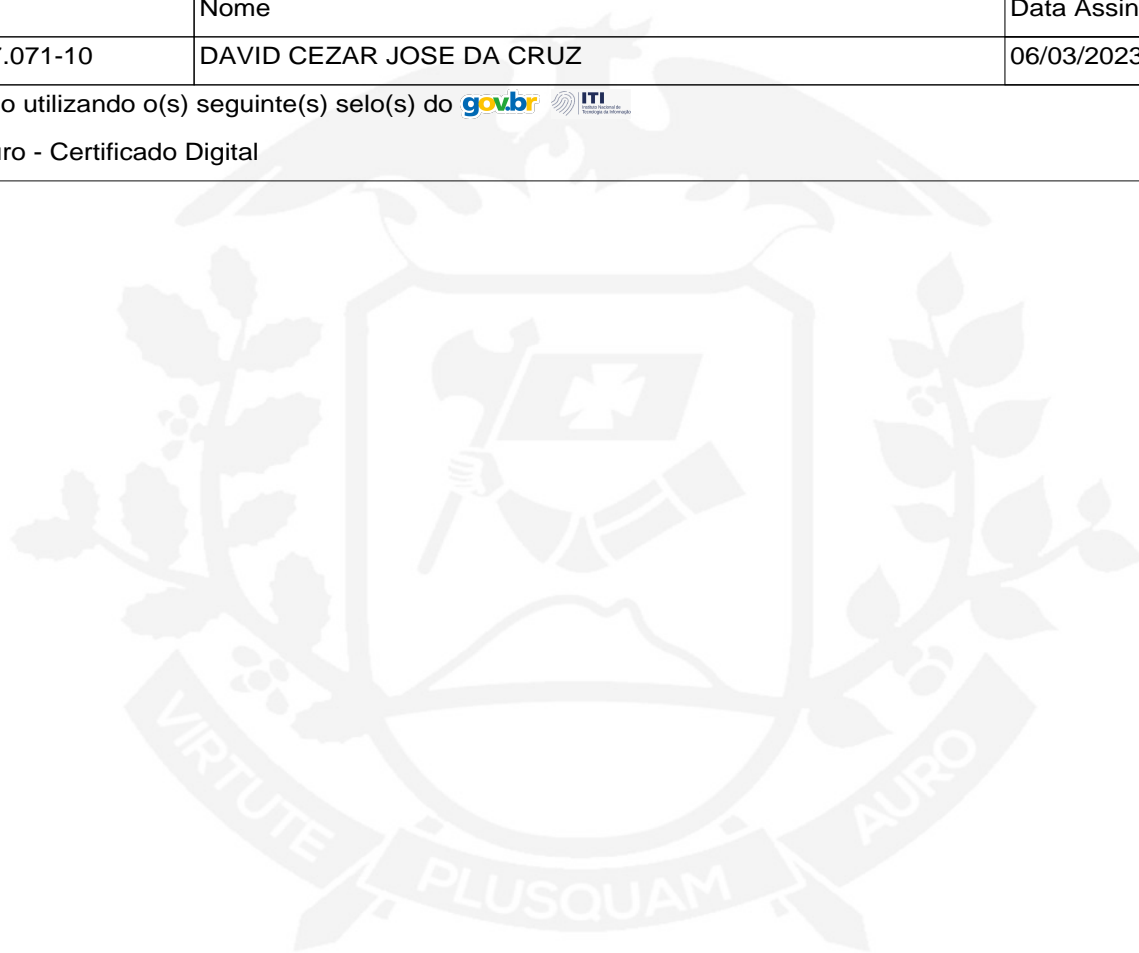 Nome Data Assin
7.071-10 DAVID CEZAR JOSE DA CRUZ 06/03/2023
o utilizando o(s) seguinte(s) selo(s) do gov.br ITI
uro - Certificado Digital
VIRTUTE PLUSQUAM AURO